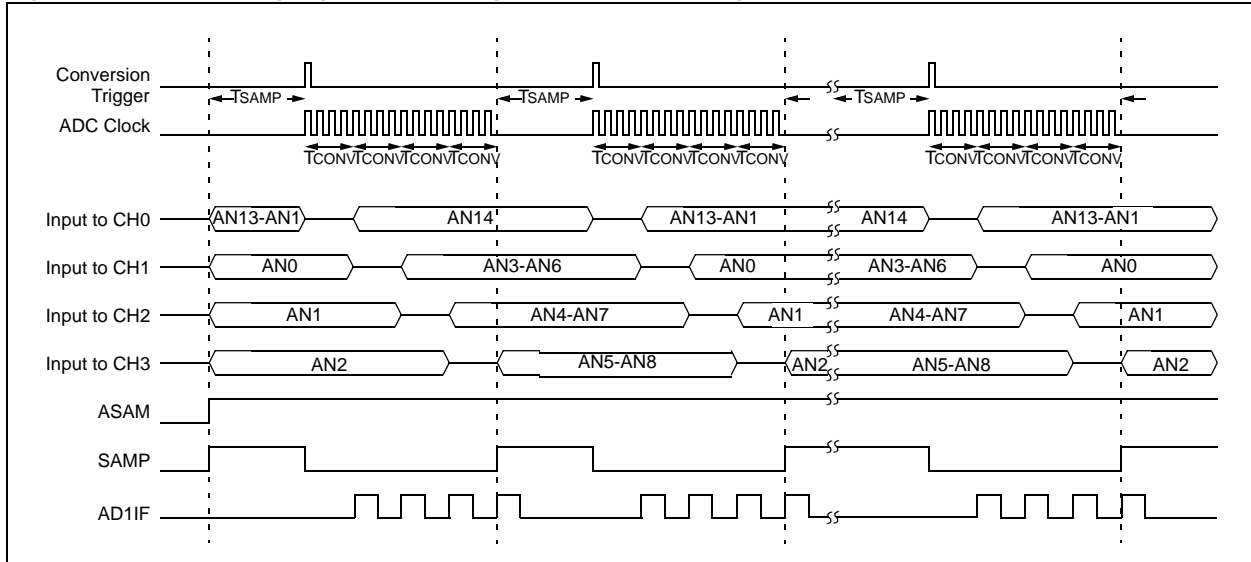 Conversion
Trigger
TSAMP TSAMP TSAMP
ADC Clock
TCONV TCONV TCONV TCONV TCONV TCONV TCONV TCONV TCONV TCONV TCONV TCONV
Input to CH0 AN13-AN1 AN14 AN13-AN1 AN14 AN13-AN1
Input to CH1 AN0 AN3-AN6 AN0 AN3-AN6 AN0
Input to CH2 AN1 AN4-AN7 AN1 AN4-AN7 AN1
Input to CH3 AN2 AN5-AN8 AN2 AN5-AN8 AN2
ASAM
SAMP
AD1IF